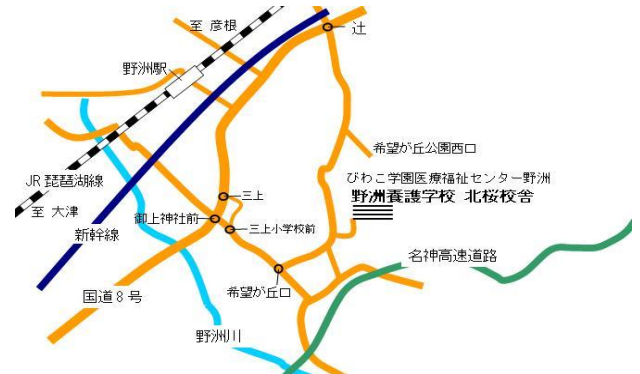 至 彦根
辻
野洲駅
希望が丘公園西口
JR 琵琶湖線
びわこ学園医療福祉センター野洲
野洲養護学校 北桜校舎
三上
至 大津
御上神社前
新幹線
三上小学校前
名神高速道路
国道8号
希望が丘口
野洲川